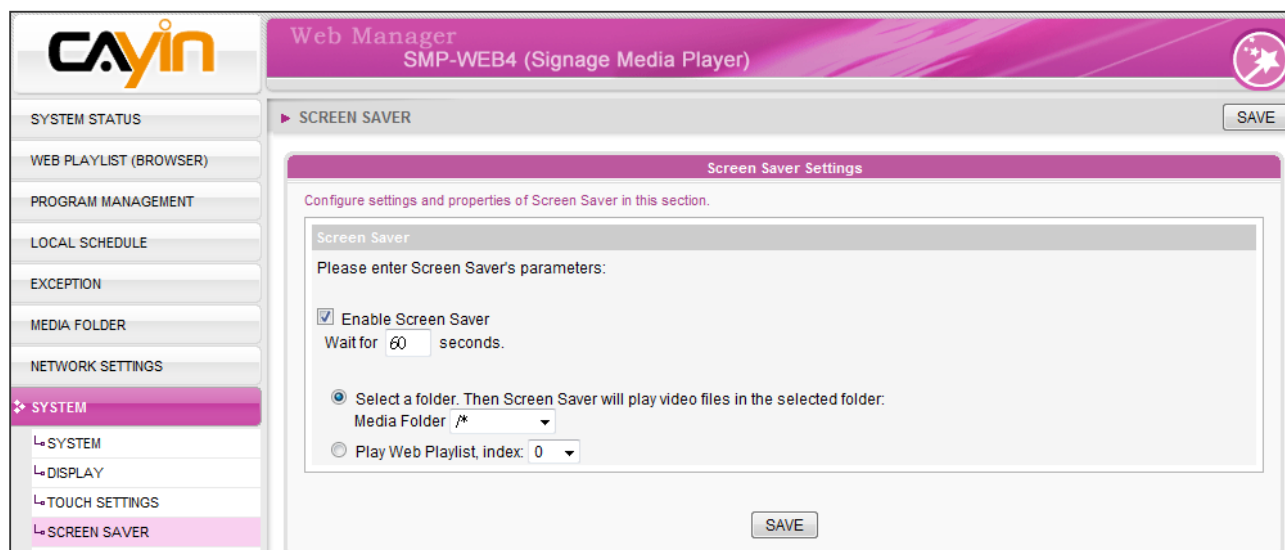 CAYIN
Web Manager
SMP-WEB4 (Signage Media Player)
SYSTEM STATUS
WEB PLAYLIST (BROWSER)
PROGRAM MANAGEMENT
LOCAL SCHEDULE
EXCEPTION
MEDIA FOLDER
NETWORK SETTINGS
SYSTEM
SYSTEM
DISPLAY
TOUCH SETTINGS
SCREEN SAVER
SCREEN SAVER
SAVE
Screen Saver Settings
Configure settings and properties of Screen Saver in this section.
Screen Saver
Please enter Screen Saver's parameters:
Enable Screen Saver
Wait for 60 seconds.
Select a folder. Then Screen Saver will play video files in the selected folder:
Media Folder /*
Play Web Playlist, index: 0
SAVE